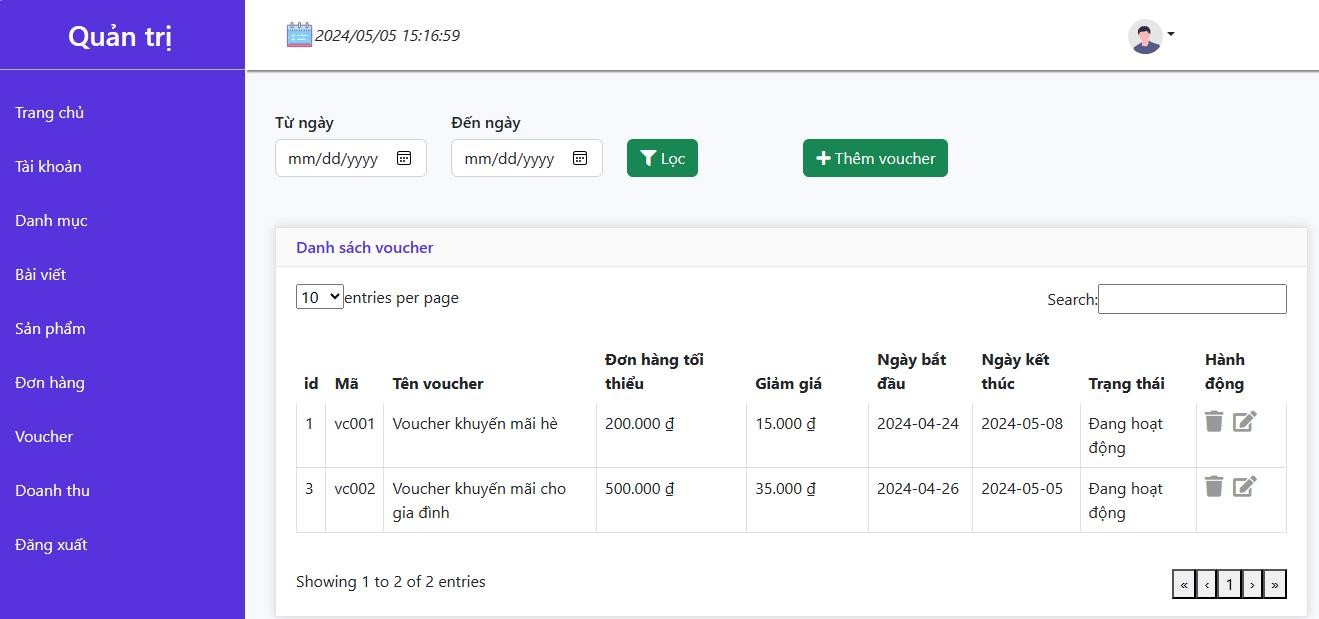 Quản trị
2024/05/05 15:16:59
Trang chủ
Tài khoản
Danh mục
Bài viết
Sản phẩm
Đơn hàng
Voucher
Doanh thu
Đăng xuất
Từ ngày
Đến ngày
mm/dd/yyyy
mm/dd/yyyy
Lọc
Thêm voucher
Danh sách voucher
10 entries per page
Search:
id Mã Tên voucher Đơn hàng tối thiểu Giảm giá Ngày bắt đầu Ngày kết thúc Trạng thái Hành động
1 vc001 Voucher khuyến mãi hè 200.000 ₫ 15.000 ₫ 2024-04-24 2024-05-08 Đang hoạt động
3 vc002 Voucher khuyến mãi cho gia đình 500.000 ₫ 35.000 ₫ 2024-04-26 2024-05-05 Đang hoạt động
Showing 1 to 2 of 2 entries
« ‹ 1 › »